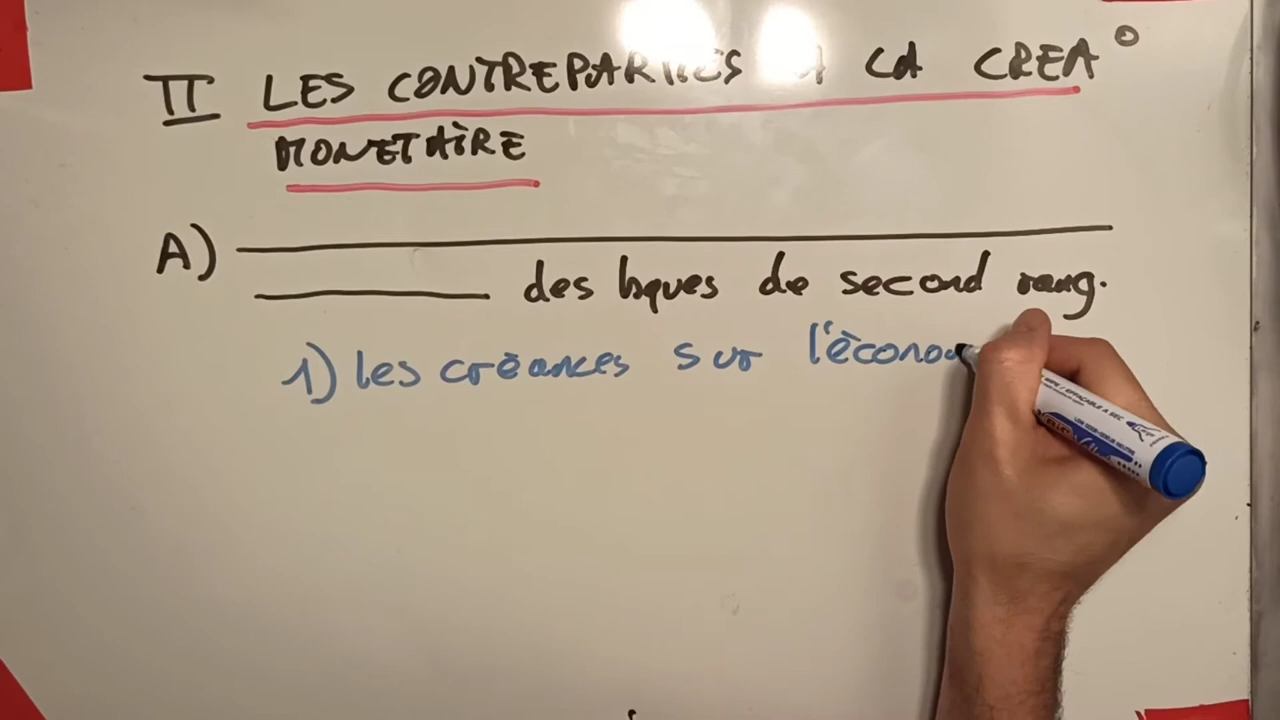 II LES CONTREPARTIES A LA CREA°
MONETAIRE
A)
des bques de second rang.
1) les créances sur l'écono